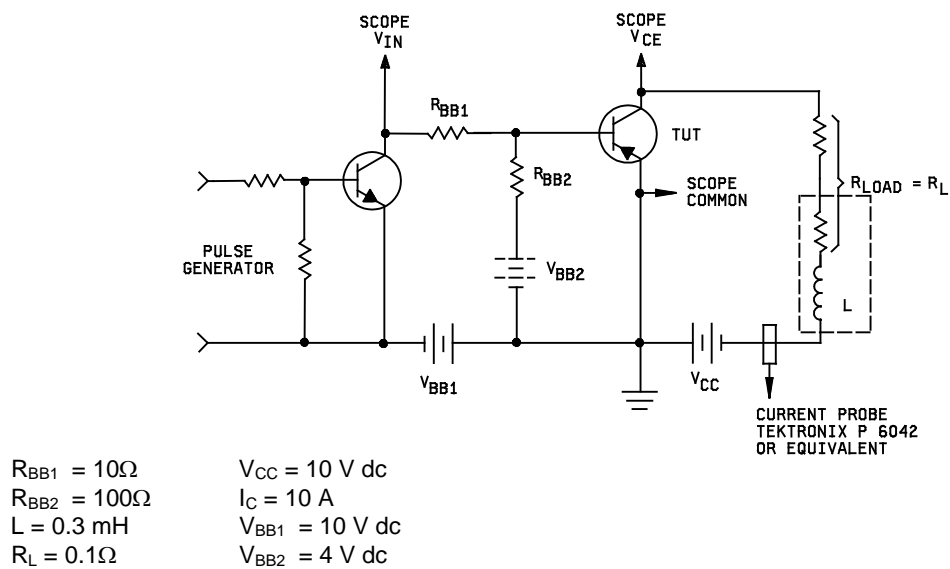 SCOPE
V_IN
SCOPE
V_CE
R_BB1
TUT
R_BB2
SCOPE
COMMON
R_LOAD = R_L
PULSE
GENERATOR
V_BB2
L
V_BB1
V_CC
CURRENT PROBE
TEKTRONIX P 6042
OR EQUIVALENT
R_BB1 = 10Ω V_CC = 10 V dc
R_BB2 = 100Ω I_C = 10 A
L = 0.3 mH V_BB1 = 10 V dc
R_L = 0.1Ω V_BB2 = 4 V dc